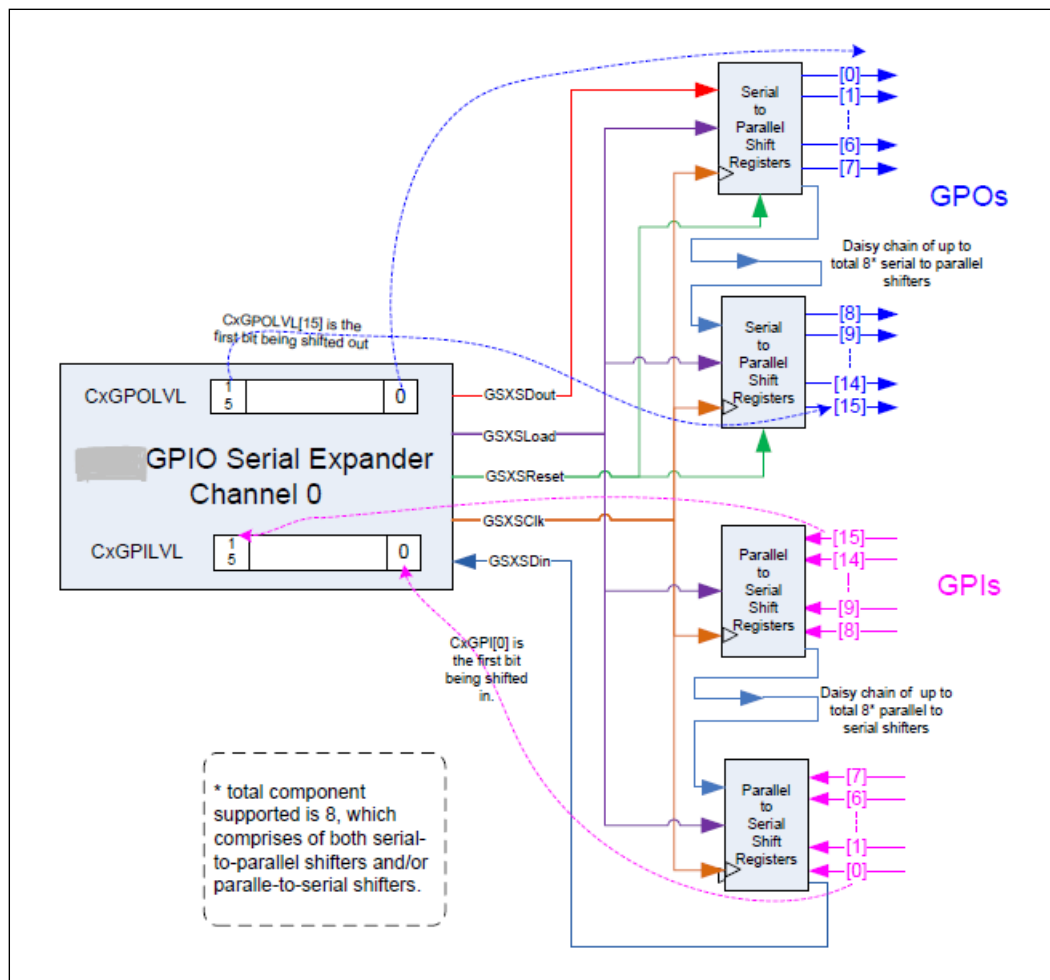 Serial
to
Parallel
Shift
Registers
[0]
[1]
[6]
[7]
GPOs
Daisy chain of up to
total 8* serial to parallel
shifters
CxGPOLVL[15] is the
first bit being shifted out
Serial
to
Parallel
Shift
Registers
[8]
[9]
[14]
[15]
CxGPOLVL
1
5
0
GSXSDout
GSXSLoad
GPIO Serial Expander
Channel 0
GSXSReset
GSXSClk
CxGPILVL
1
5
0
GSXSDin
Parallel
to
Serial
Shift
Registers
[15]
[14]
[9]
[8]
GPIs
CxGPI[0] is
the first bit
being shifted
in.
Daisy chain of up to
total 8* parallel to
serial shifters
Parallel
to
Serial
Shift
Registers
[7]
[6]
[1]
[0]
* total component
supported is 8, which
comprises of both serial-
to-parallel shifters and/or
paralle-to-serial shifters.